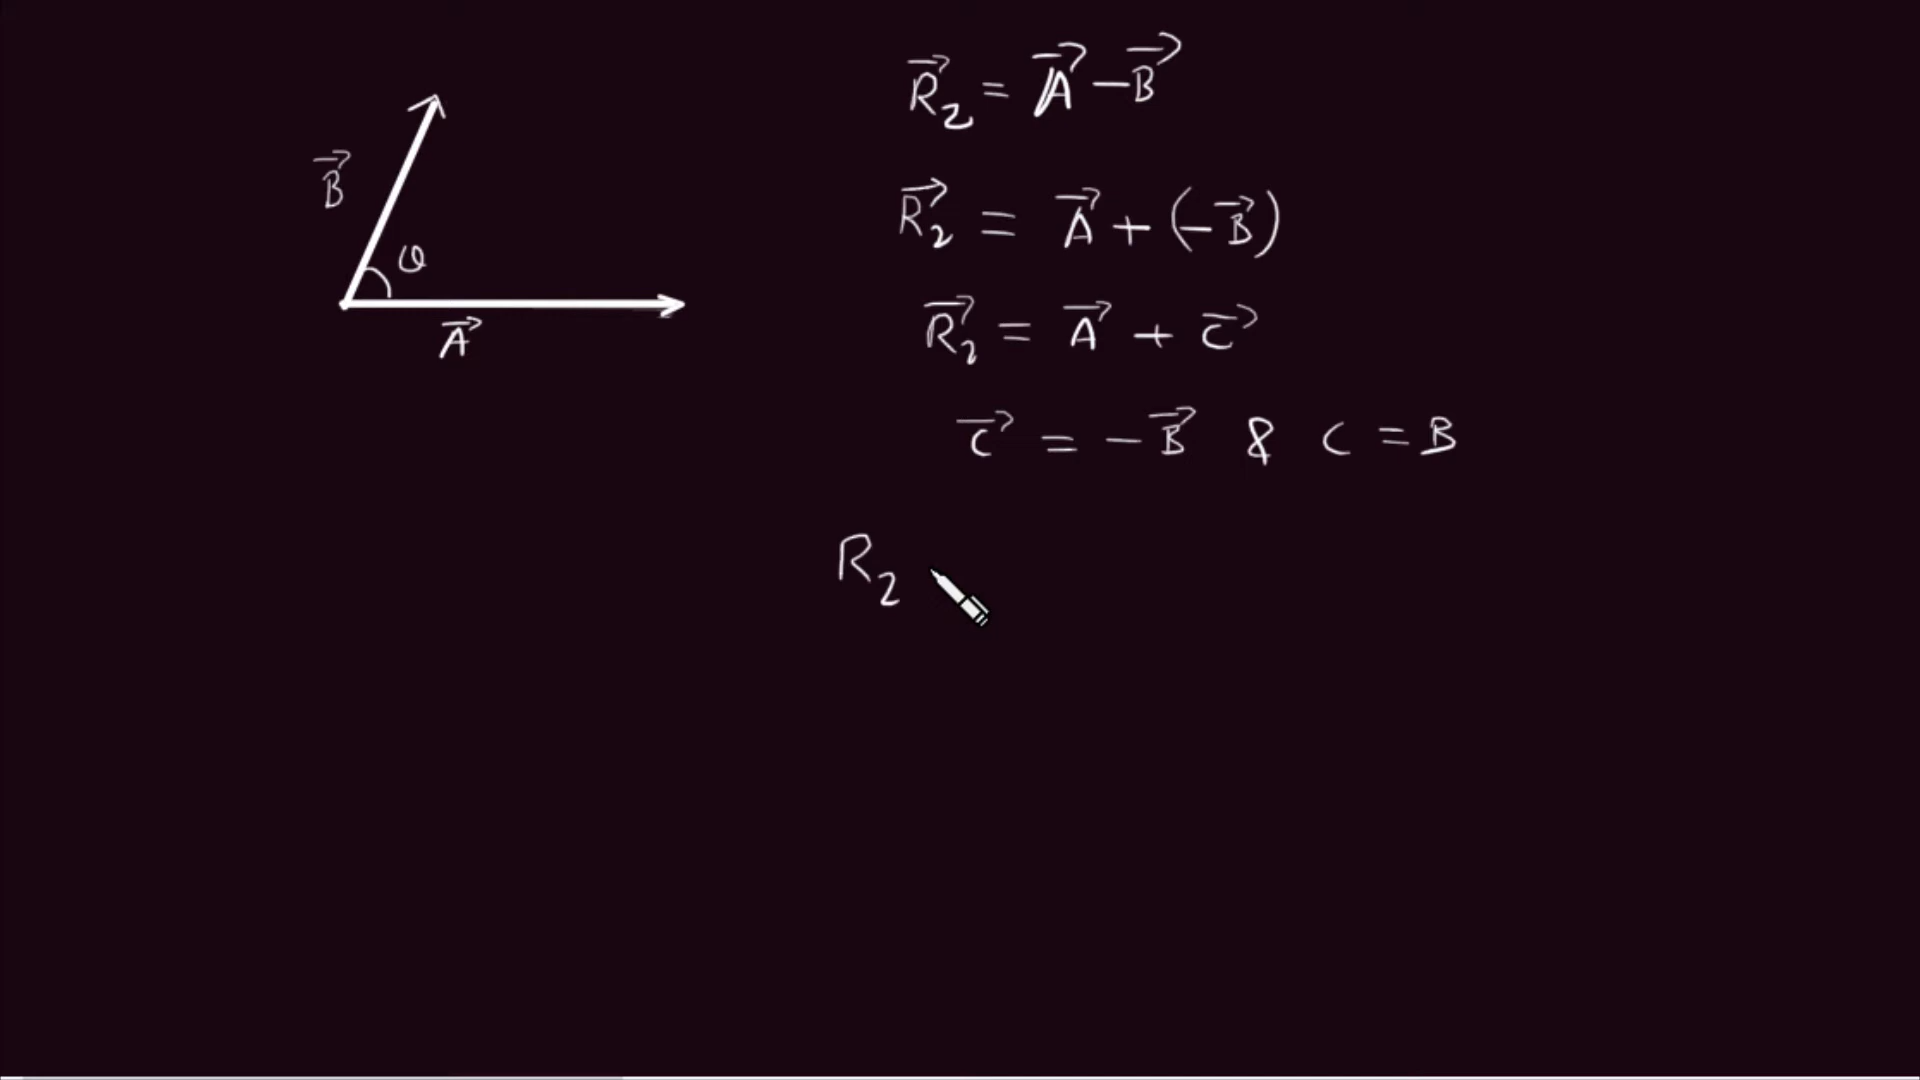 B⃗
θ
A⃗
R⃗₂ = A⃗ − B⃗
R⃗₂ = A⃗ + (−B⃗)
R⃗₂ = A⃗ + C⃗
C⃗ = −B⃗ & C = B
R₂